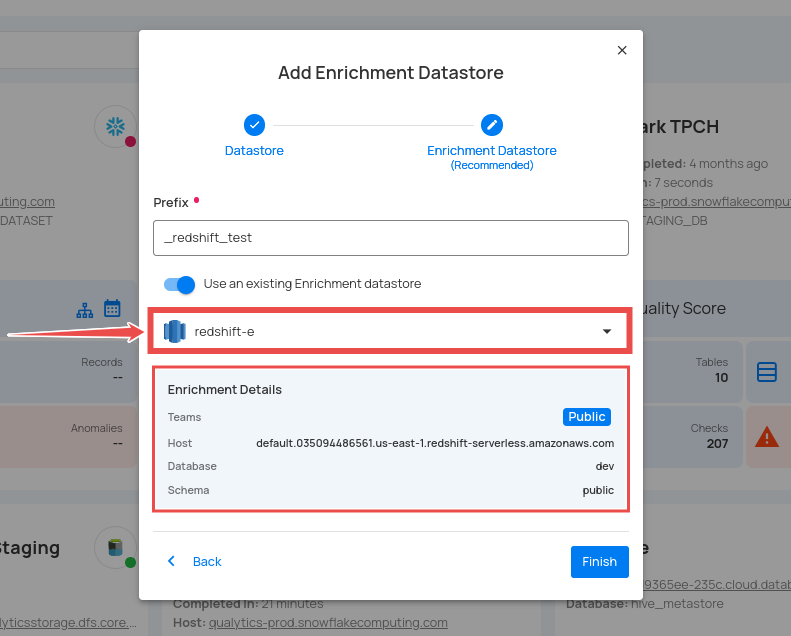 Add Enrichment Datastore
Datastore
Enrichment Datastore
(Recommended)
Prefix
_redshift_test
Use an existing Enrichment datastore
redshift-e
Enrichment Details
Teams Public
Host default.035094486561.us-east-1.redshift-serverless.amazonaws.com
Database dev
Schema public
Back Finish
uting.com
DATASET
Records
--
Anomalies
--
ark TPCH
pleted: 4 months ago
n: 7 seconds
cs-prod.snowflakecomput
TAGING_DB
uality Score
Tables
10
Checks
207
Staging
lyticsstorage.dfs.core....
Completed In: 21 minutes
Host: qualytics-prod.snowflakecomputing.com
e
9365ee-235c.cloud.datab
Database: hive_metastore